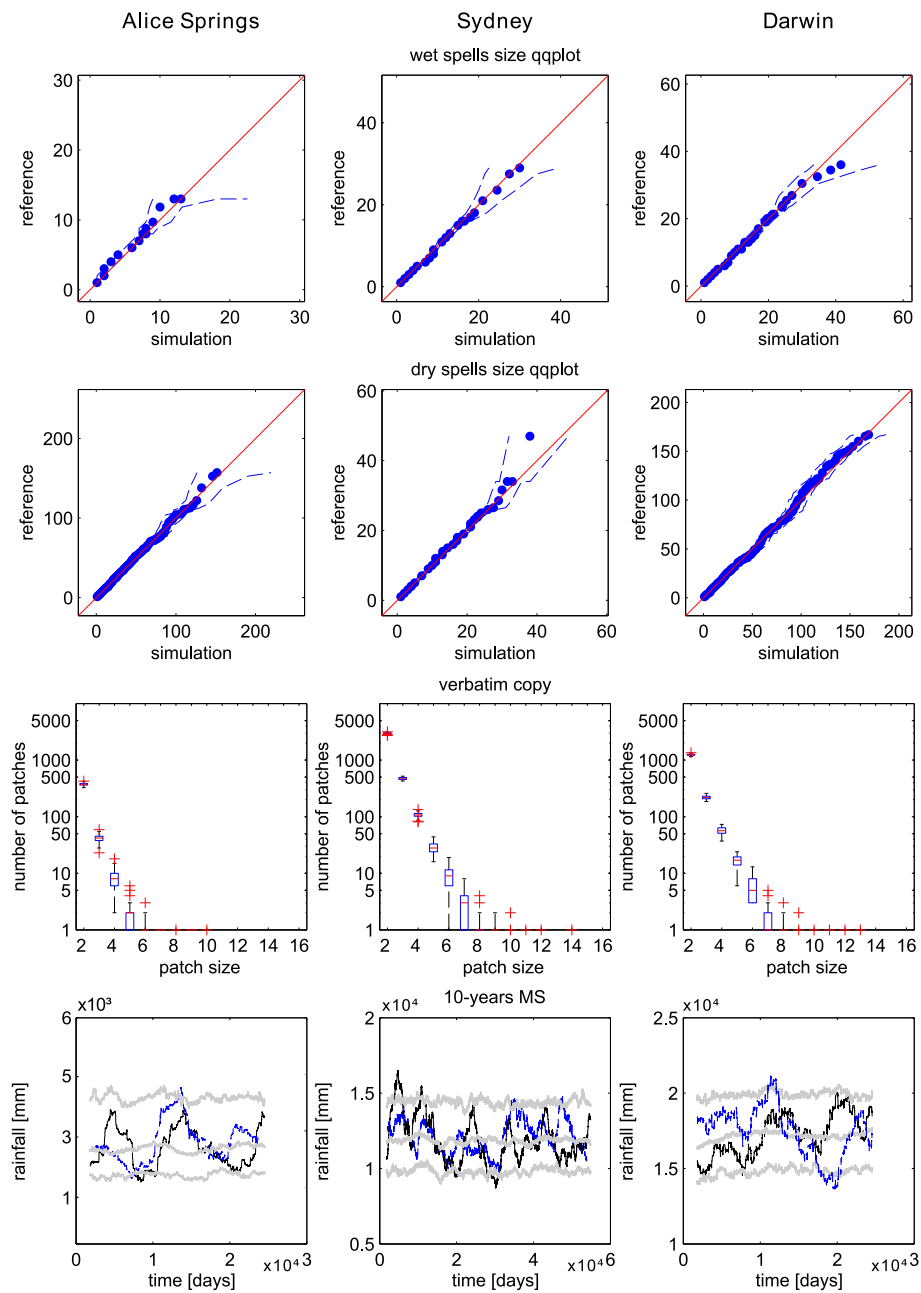 Alice Springs Sydney Darwin
wet spells size qqplot
30
20
10
0
reference
0 10 20 30
simulation
40
20
0
reference
0 20 40
simulation
60
40
20
0
reference
0 20 40 60
simulation
dry spells size qqplot
200
100
0
reference
0 100 200
simulation
60
40
20
0
reference
0 20 40 60
simulation
200
150
100
50
0
reference
0 50 100 150 200
simulation
verbatim copy
5000
1000
500
100
50
10
5
1
number of patches
2 4 6 8 10 12 14 16
patch size
5000
1000
500
100
50
10
5
1
number of patches
2 4 6 8 10 12 14 16
patch size
5000
1000
500
100
50
10
5
1
number of patches
2 4 6 8 10 12 14 16
patch size
10-years MS
x10³
6
5
3
1
rainfall [mm]
0 1 2 x10⁴3
time [days]
x10⁴
2
1.5
1
0.5
rainfall [mm]
0 2 4 x10⁴6
time [days]
x10⁴
2.5
2
1.5
1
rainfall [mm]
0 1 2 x10⁴3
time [days]